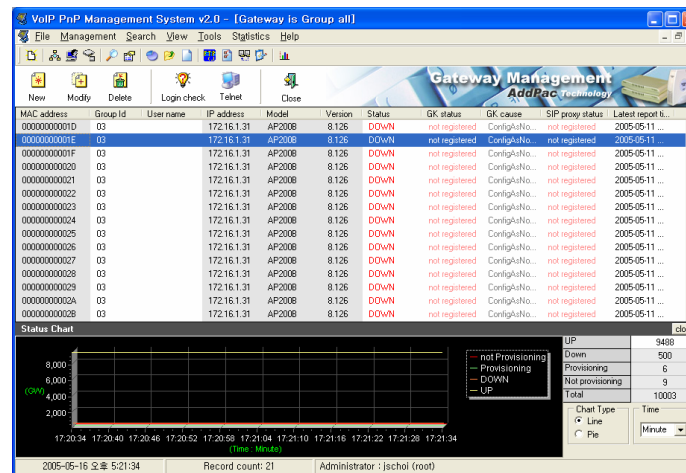 VoIP PnP Management System v2.0 - [Gateway is Group all]
File Management Search View Tools Statistics Help
Gateway Management
AddPac Technology
New Modify Delete Login check Telnet Close
MAC address Group Id User name IP address Model Version Status GK status GK cause SIP proxy status Latest report ti...
00000000001D 03 172.16.1.31 AP200B 8.126 DOWN not registered ConfigAsNo... not registered 2005-05-11 ...
00000000001E 03 172.16.1.31 AP200B 8.126 DOWN not registered ConfigAsNo... not registered 2005-05-11 ...
00000000001F 03 172.16.1.31 AP200B 8.126 DOWN not registered ConfigAsNo... not registered 2005-05-11 ...
000000000020 03 172.16.1.31 AP200B 8.126 DOWN not registered ConfigAsNo... not registered 2005-05-11 ...
000000000021 03 172.16.1.31 AP200B 8.126 DOWN not registered ConfigAsNo... not registered 2005-05-11 ...
000000000022 03 172.16.1.31 AP200B 8.126 DOWN not registered ConfigAsNo... not registered 2005-05-11 ...
000000000023 03 172.16.1.31 AP200B 8.126 DOWN not registered ConfigAsNo... not registered 2005-05-11 ...
000000000024 03 172.16.1.31 AP200B 8.126 DOWN not registered ConfigAsNo... not registered 2005-05-11 ...
000000000025 03 172.16.1.31 AP200B 8.126 DOWN not registered ConfigAsNo... not registered 2005-05-11 ...
000000000026 03 172.16.1.31 AP200B 8.126 DOWN not registered ConfigAsNo... not registered 2005-05-11 ...
000000000027 03 172.16.1.31 AP200B 8.126 DOWN not registered ConfigAsNo... not registered 2005-05-11 ...
000000000028 03 172.16.1.31 AP200B 8.126 DOWN not registered ConfigAsNo... not registered 2005-05-11 ...
000000000029 03 172.16.1.31 AP200B 8.126 DOWN not registered ConfigAsNo... not registered 2005-05-11 ...
00000000002A 03 172.16.1.31 AP200B 8.126 DOWN not registered ConfigAsNo... not registered 2005-05-11 ...
00000000002B 03 172.16.1.31 AP200B 8.126 DOWN not registered ConfigAsNo... not registered 2005-05-11 ...
Status Chart clo
8,000
6,000
(GW) 4,000
2,000
17:20:34 17:20:40 17:20:46 17:20:52 17:20:58 17:21:04 17:21:10 17:21:16 17:21:22 17:21:28 17:21:34
(Time : Minute)
not Provisioning
Provisioning
DOWN
UP
UP 9488
Down 500
Provisioning 6
Not provisioning 9
Total 10003
Chart Type Time
Line
Pie
Minute
2005-05-16 오후 5:21:34 Record count: 21 Administrator : jschoi (root)